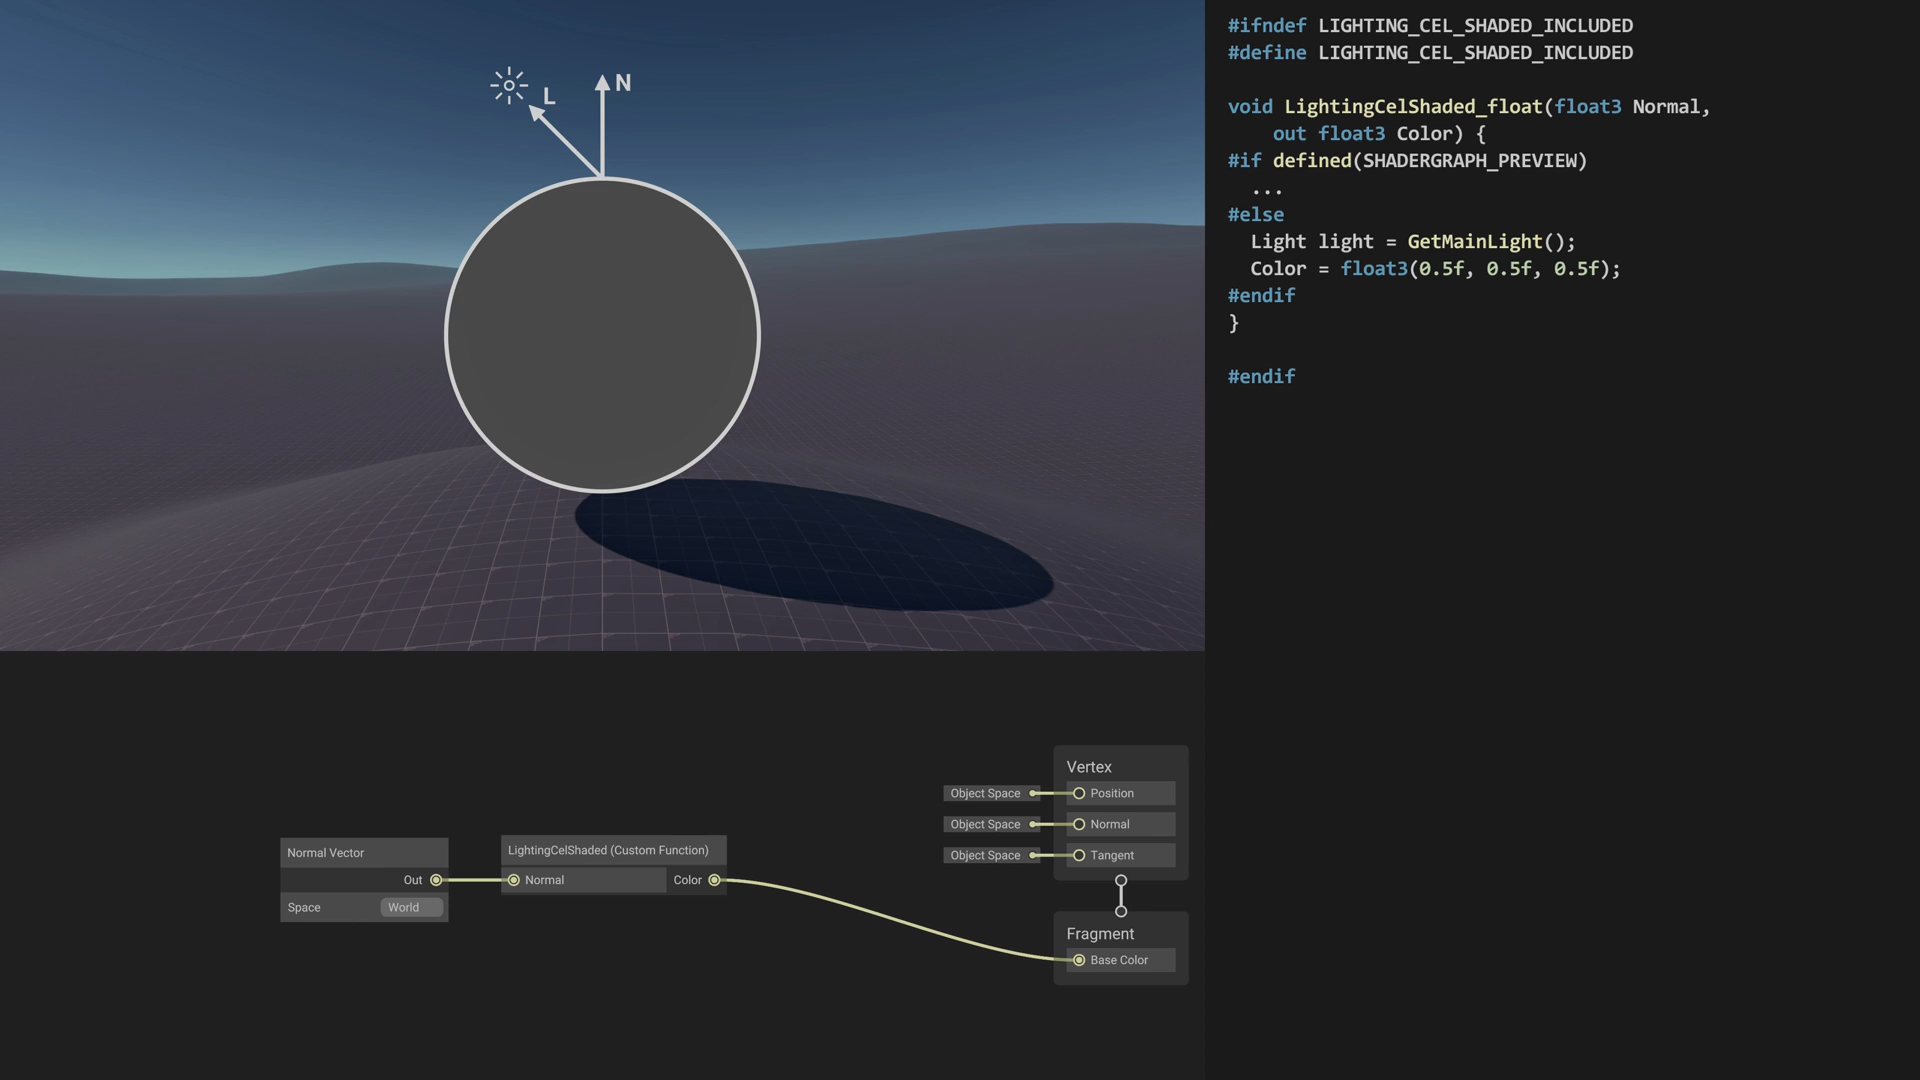 L
N
#ifndef LIGHTING_CEL_SHADED_INCLUDED
#define LIGHTING_CEL_SHADED_INCLUDED
void LightingCelShaded_float(float3 Normal,
    out float3 Color) {
#if defined(SHADERGRAPH_PREVIEW)
  ...
#else
  Light light = GetMainLight();
  Color = float3(0.5f, 0.5f, 0.5f);
#endif
}
#endif
Normal Vector
Out
Space World
LightingCelShaded (Custom Function)
Normal Color
Vertex
Object Space Position
Object Space Normal
Object Space Tangent
Fragment
Base Color